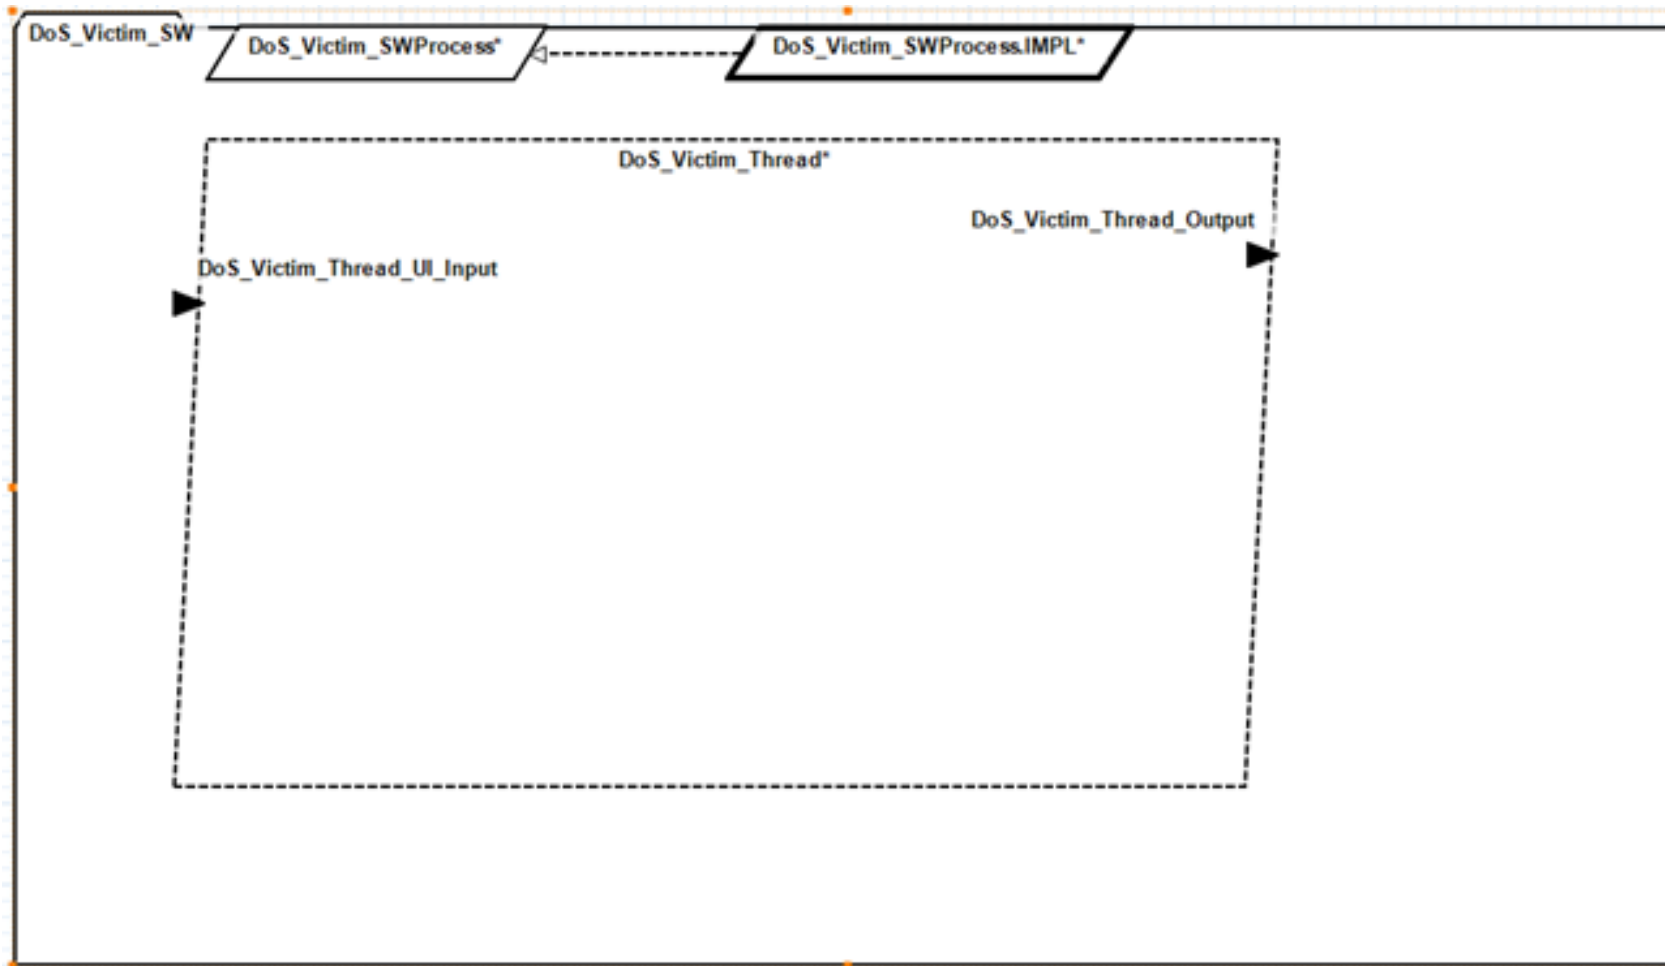 DoS_Victim_SW
DoS_Victim_SWProcess*
DoS_Victim_SWProcess.IMPL*
DoS_Victim_Thread*
DoS_Victim_Thread_Output
DoS_Victim_Thread_UI_Input